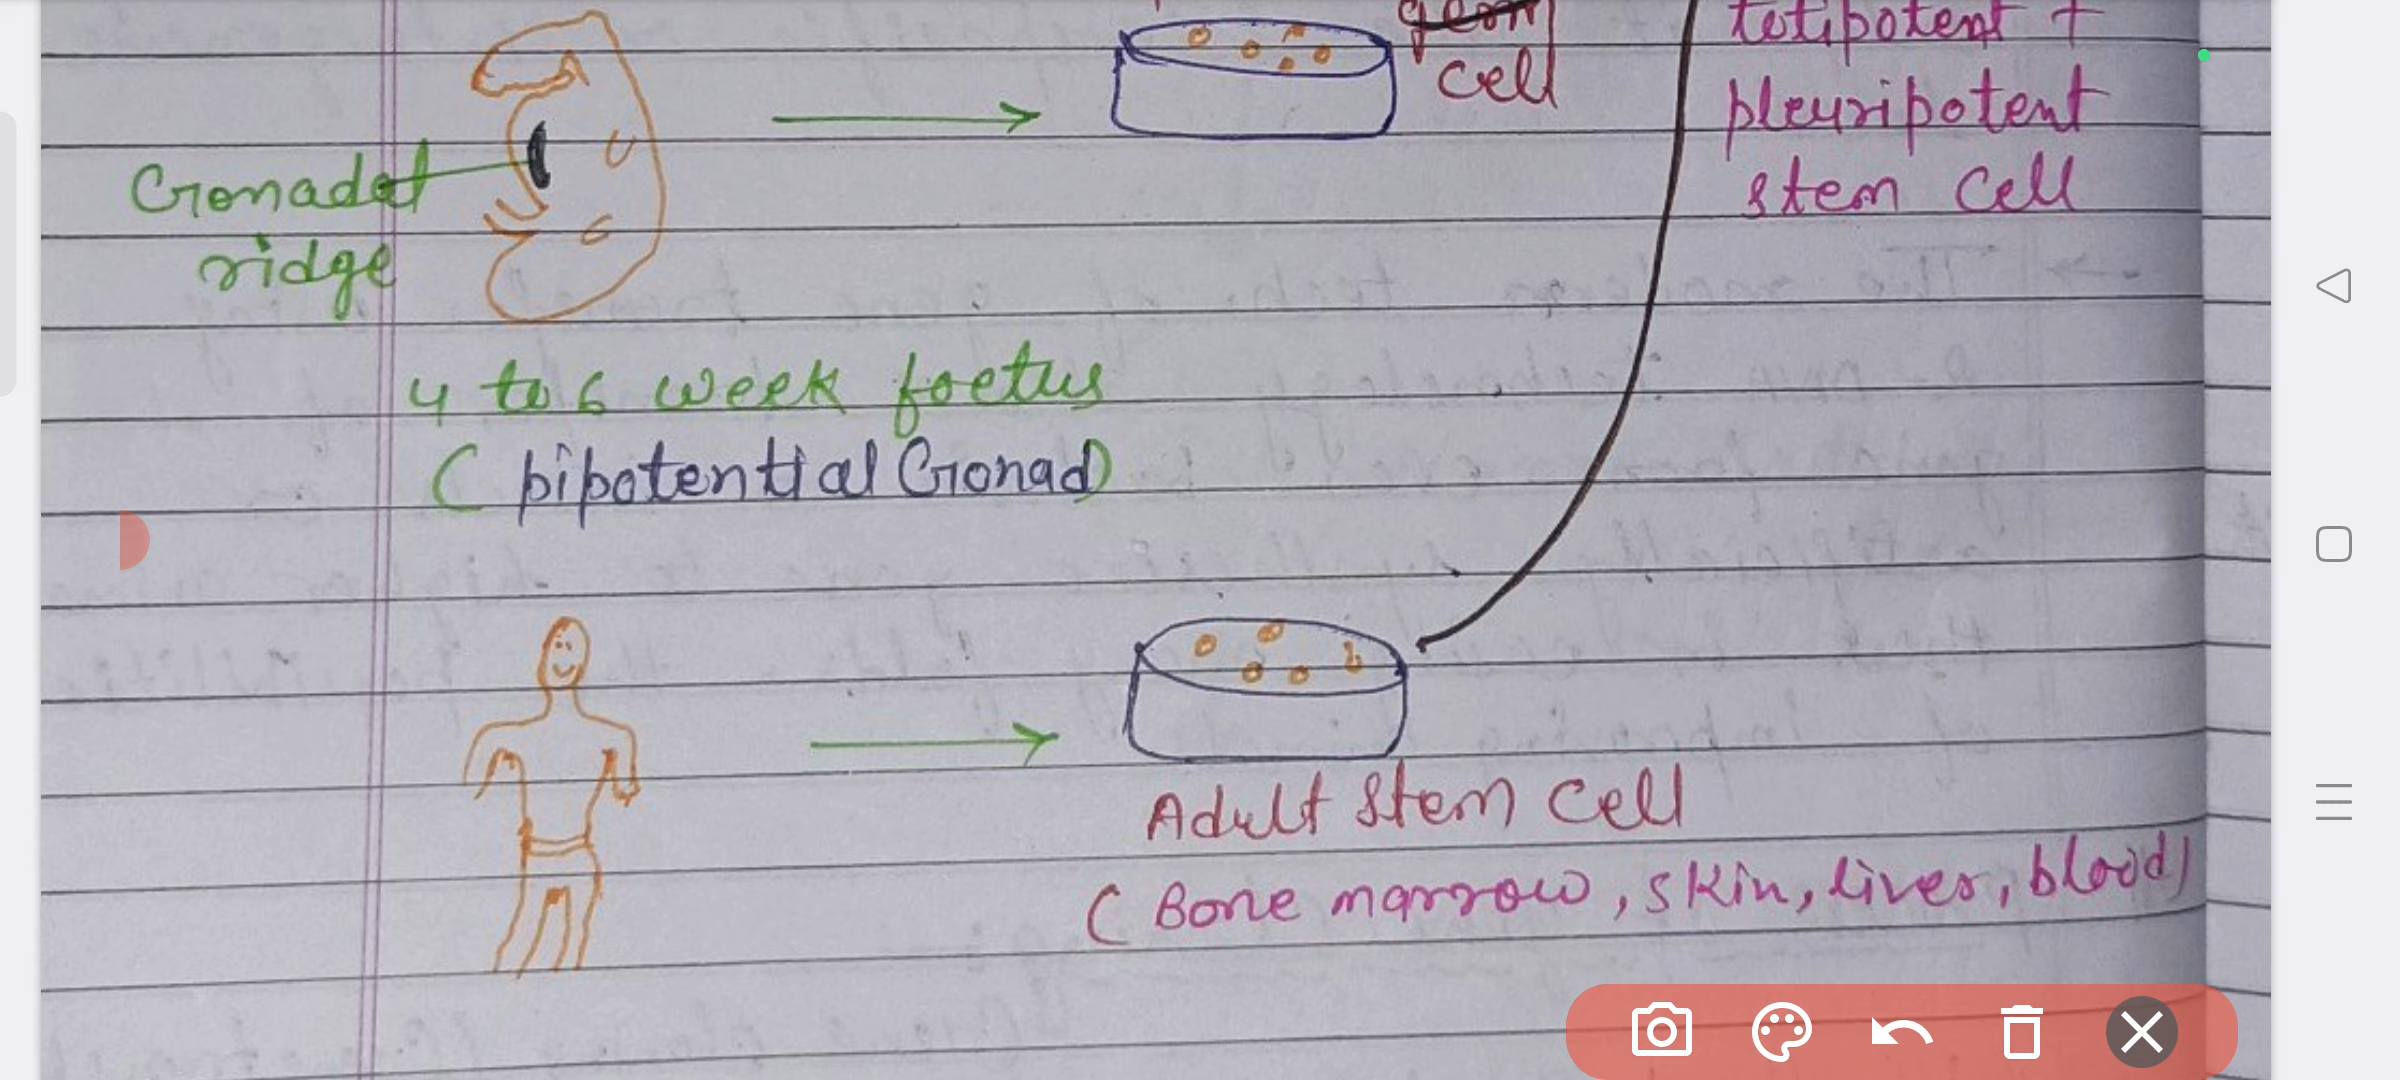 germ
cell
totipotent +
pleuripotent
stem cell
Gonadal
ridge
4 to 6 week foetus
(bipotential Gonad)
Adult stem cell
(Bone marrow, skin, liver, blood)